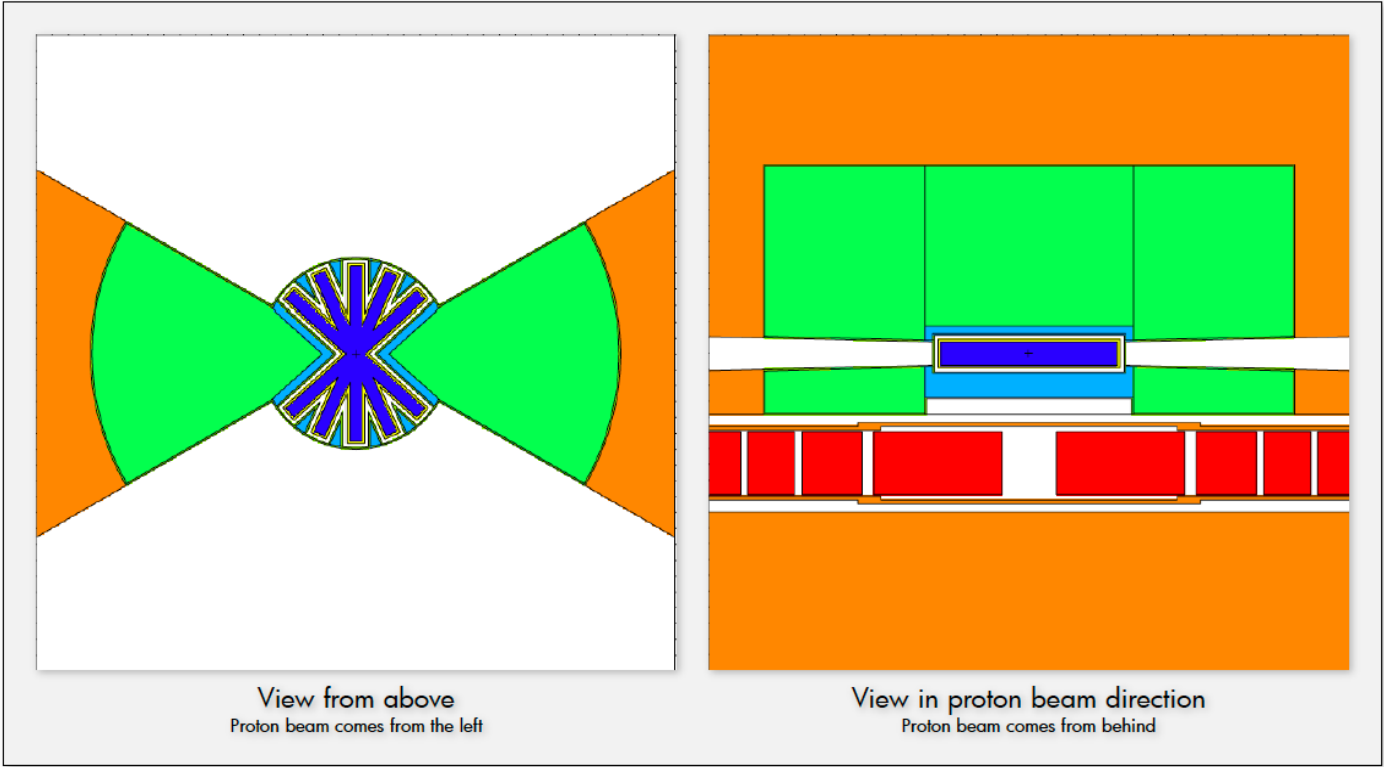 View from above
Proton beam comes from the left
View in proton beam direction
Proton beam comes from behind